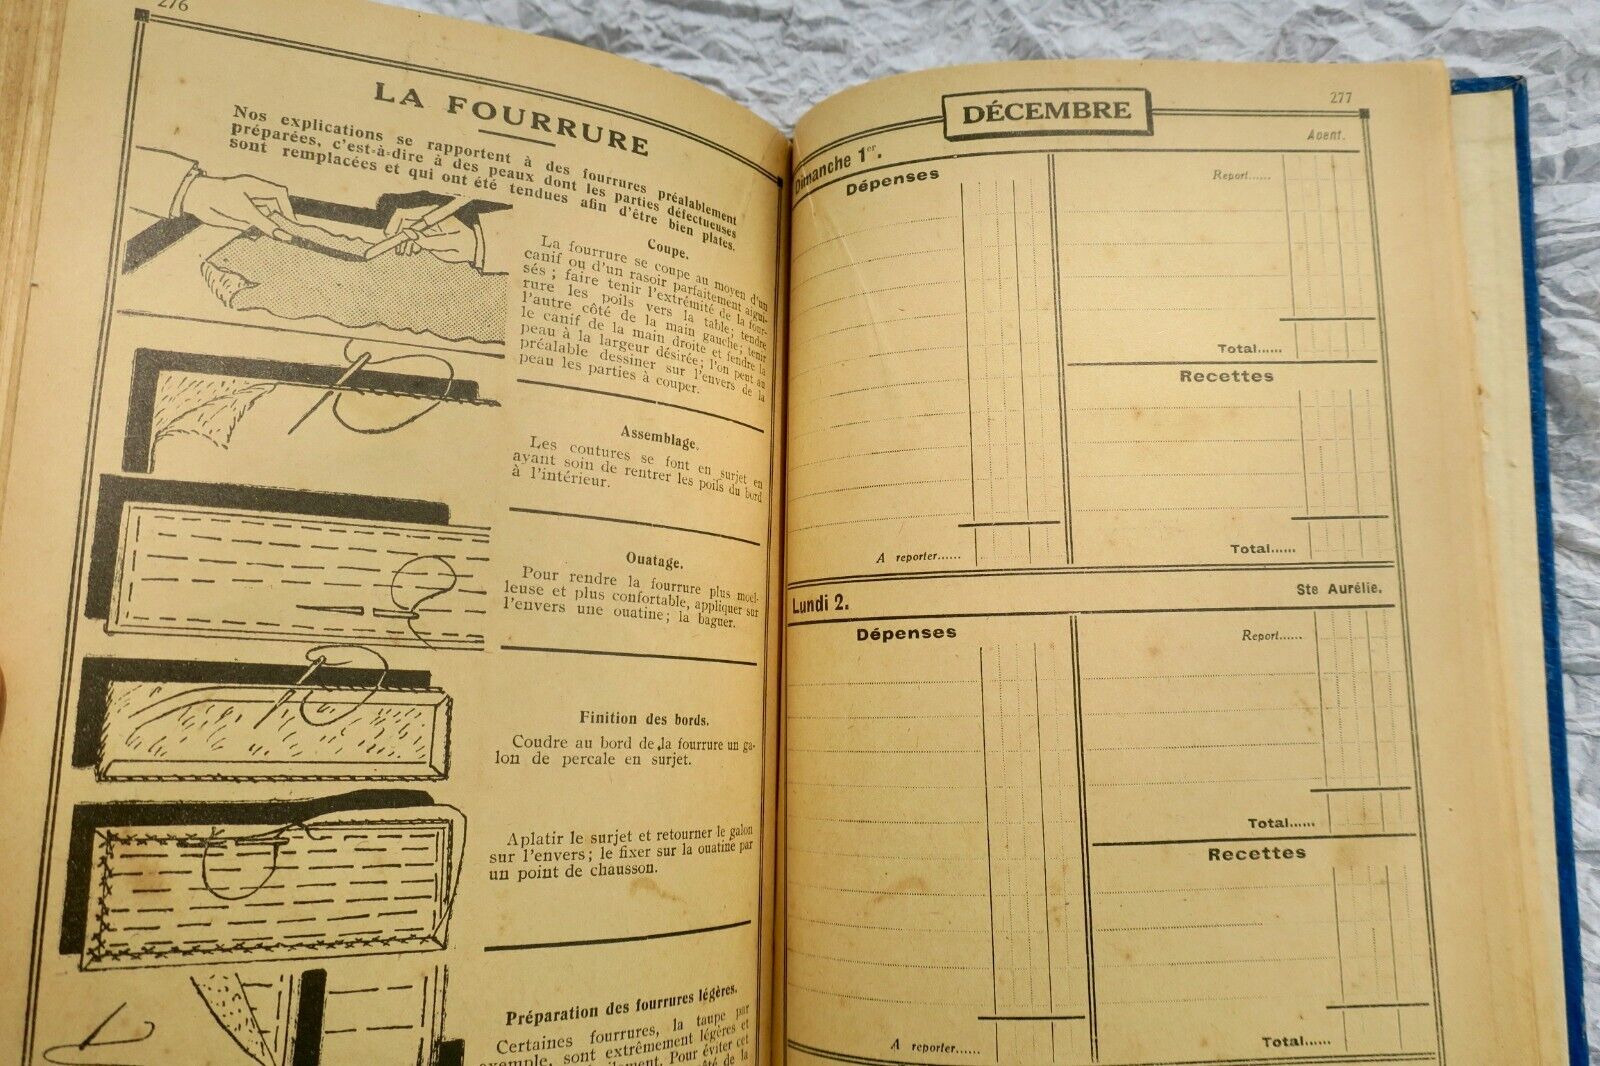 276
LA FOURRURE
Nos explications se rapportent à des fourrures préalablement
préparées, c'est-à-dire à des peaux dont les parties défectueuses
sont remplacées et qui ont été tendues afin d'être bien plates.
Coupe.
La fourrure se coupe au moyen d'un
canif ou d'un rasoir parfaitement aigui-
sés ; faire tenir l'extrémité de la four-
rure les poils vers la table; tendre
l'autre côté de la main gauche; tenir
le canif de la main droite et fendre la
peau à la largeur désirée; l'on peut au
préalable dessiner sur l'envers de la
peau les parties à couper.
Assemblage.
Les coutures se font en surjet en
ayant soin de rentrer les poils du bord
à l'intérieur.
Ouatage.
Pour rendre la fourrure plus moel-
leuse et plus confortable, appliquer sur
l'envers une ouatine; la baguer.
Finition des bords.
Coudre au bord de la fourrure un ga-
lon de percale en surjet.
Aplatir le surjet et retourner le galon
sur l'envers; le fixer sur la ouatine par
un point de chausson.
Préparation des fourrures légères.
Certaines fourrures, la taupe par
exemple, sont extrêmement légères et
Pour éviter cet
de la
277
DÉCEMBRE
Dimanche 1er.
Avent.
Dépenses
Report......
Total......
Recettes
A reporter......
Total......
Lundi 2.
Ste Aurélie.
Dépenses
Report......
Total......
Recettes
A reporter......
Total......